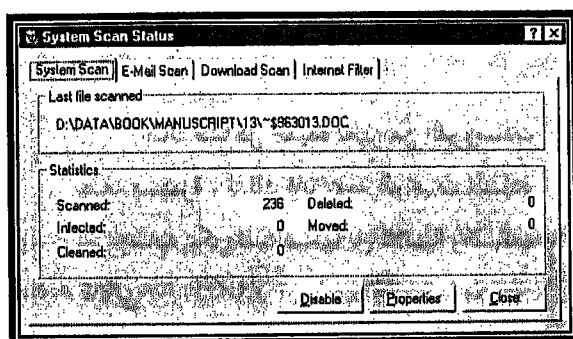 System Scan Status
System Scan E-Mail Scan Download Scan Internet Filter
Last file scanned
D:\DATA\BOOK\MANUSCRIPT\13\~$963013.DOC
Statistics
Scanned: 236 Deleted: 0
Infected: 0 Moved: 0
Cleaned: 0
Disable Properties Close